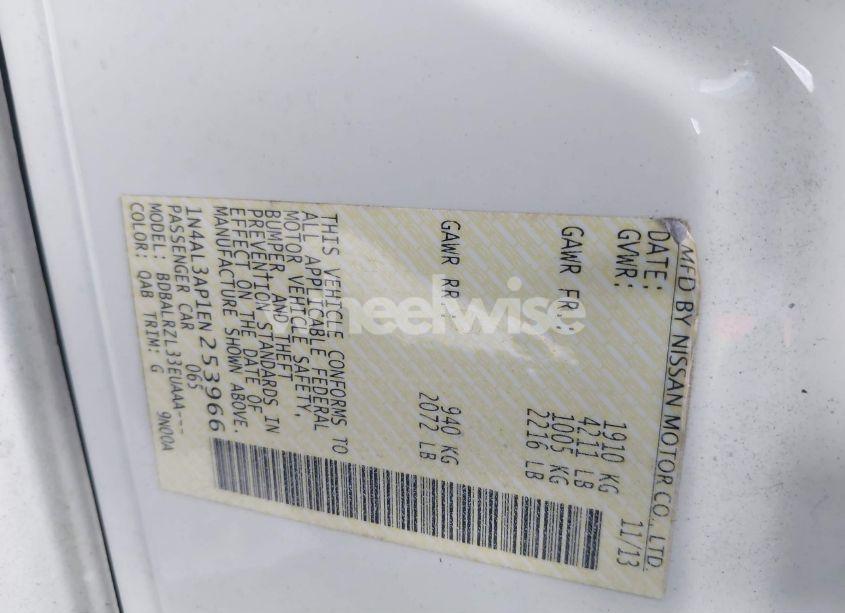 MFD BY NISSAN MOTOR CO., LTD.
DATE: 11/13
GVWR: 1910 KG
4211 LB
GAWR FR: 1005 KG
2216 LB
GAWR RR: 940 KG
2072 LB
THIS VEHICLE CONFORMS TO
ALL APPLICABLE FEDERAL
MOTOR VEHICLE SAFETY,
BUMPER, AND THEFT
PREVENTION STANDARDS IN
EFFECT ON THE DATE OF
MANUFACTURE SHOWN ABOVE.
1N4AL3AP1EN253966
PASSENGER CAR 065
MODEL: BDBALRZL33EUAAA---
COLOR: QAB TRIM: G 9N00A
wheelwise